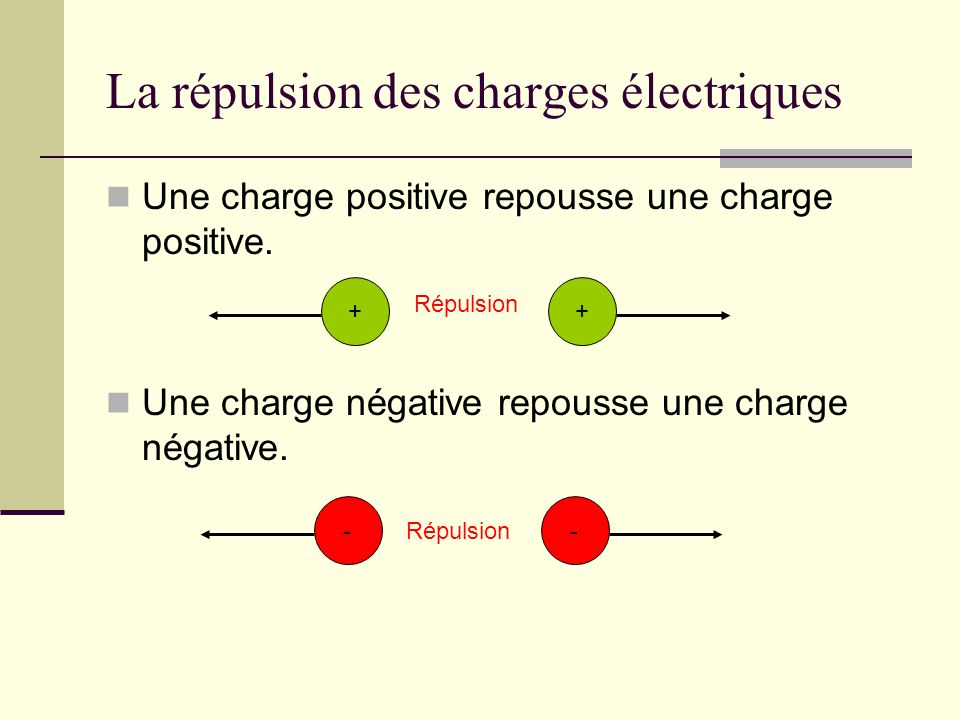 La répulsion des charges électriques
Une charge positive repousse une charge
positive.
+ Répulsion +
Une charge négative repousse une charge
négative.
- Répulsion -